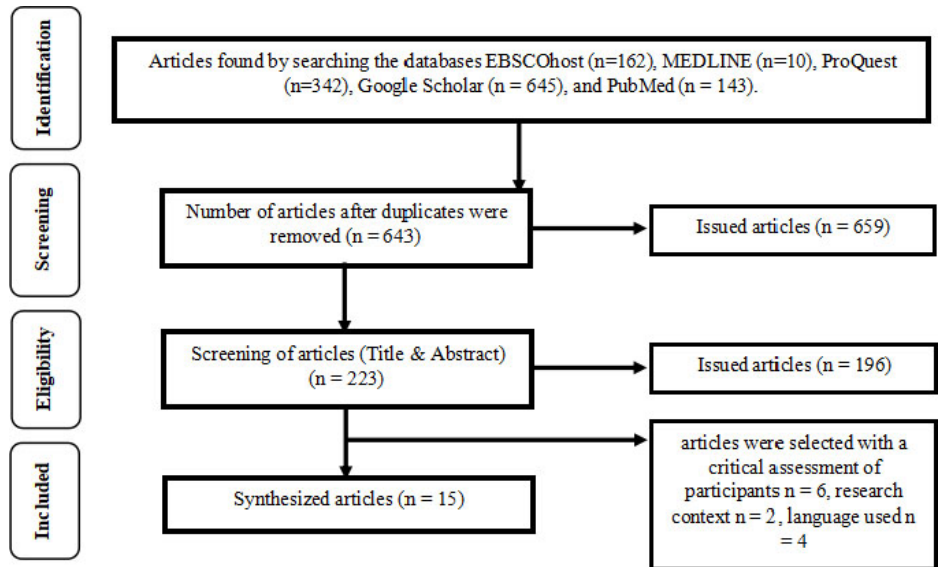 Identification
Articles found by searching the databases EBSCOhost (n=162), MEDLINE (n=10), ProQuest
(n=342), Google Scholar (n = 645), and PubMed (n = 143).
Screening
Number of articles after duplicates were
removed (n = 643)
Issued articles (n = 659)
Eligibility
Screening of articles (Title & Abstract)
(n = 223)
Issued articles (n = 196)
Included
Synthesized articles (n = 15)
articles were selected with a
critical assessment of
participants n = 6, research
context n = 2, language used n
= 4